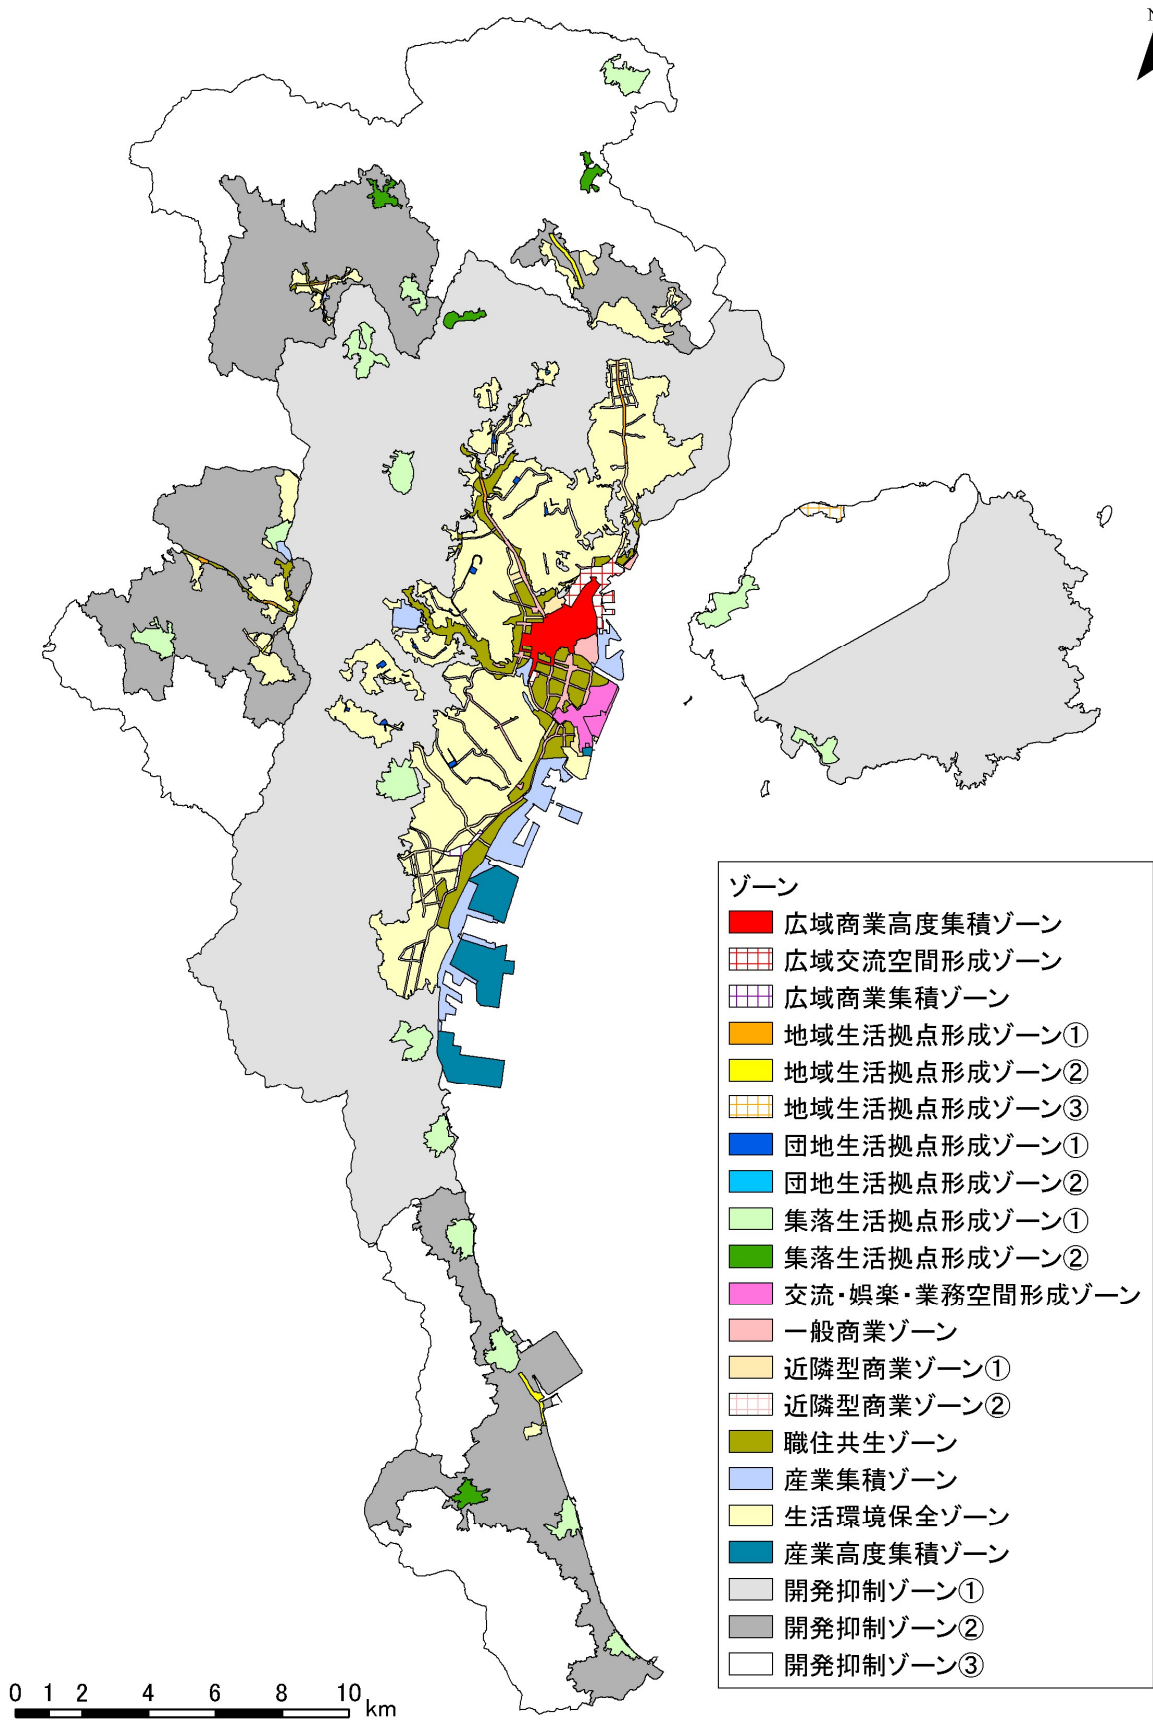 N
ゾーン
広域商業高度集積ゾーン
広域交流空間形成ゾーン
広域商業集積ゾーン
地域生活拠点形成ゾーン①
地域生活拠点形成ゾーン②
地域生活拠点形成ゾーン③
団地生活拠点形成ゾーン①
団地生活拠点形成ゾーン②
集落生活拠点形成ゾーン①
集落生活拠点形成ゾーン②
交流・娯楽・業務空間形成ゾーン
一般商業ゾーン
近隣型商業ゾーン①
近隣型商業ゾーン②
職住共生ゾーン
産業集積ゾーン
生活環境保全ゾーン
産業高度集積ゾーン
開発抑制ゾーン①
開発抑制ゾーン②
開発抑制ゾーン③
0 1 2 4 6 8 10 km